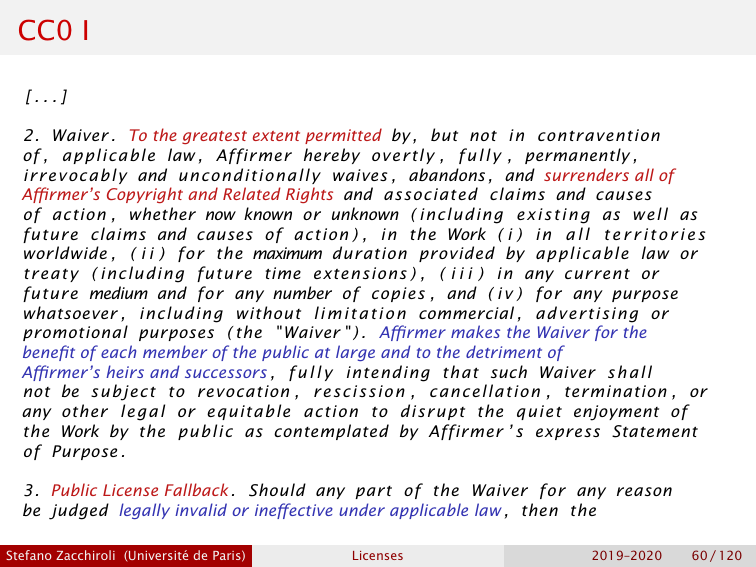 CC0 I
[...]
2. Waiver. To the greatest extent permitted by, but not in contravention
of, applicable law, Affirmer hereby overtly, fully, permanently,
irrevocably and unconditionally waives, abandons, and surrenders all of
Affirmer's Copyright and Related Rights and associated claims and causes
of action, whether now known or unknown (including existing as well as
future claims and causes of action), in the Work (i) in all territories
worldwide, (ii) for the maximum duration provided by applicable law or
treaty (including future time extensions), (iii) in any current or
future medium and for any number of copies, and (iv) for any purpose
whatsoever, including without limitation commercial, advertising or
promotional purposes (the "Waiver"). Affirmer makes the Waiver for the
benefit of each member of the public at large and to the detriment of
Affirmer's heirs and successors, fully intending that such Waiver shall
not be subject to revocation, rescission, cancellation, termination, or
any other legal or equitable action to disrupt the quiet enjoyment of
the Work by the public as contemplated by Affirmer's express Statement
of Purpose.
3. Public License Fallback. Should any part of the Waiver for any reason
be judged legally invalid or ineffective under applicable law, then the
Stefano Zacchiroli (Université de Paris) Licenses 2019–2020 60/120